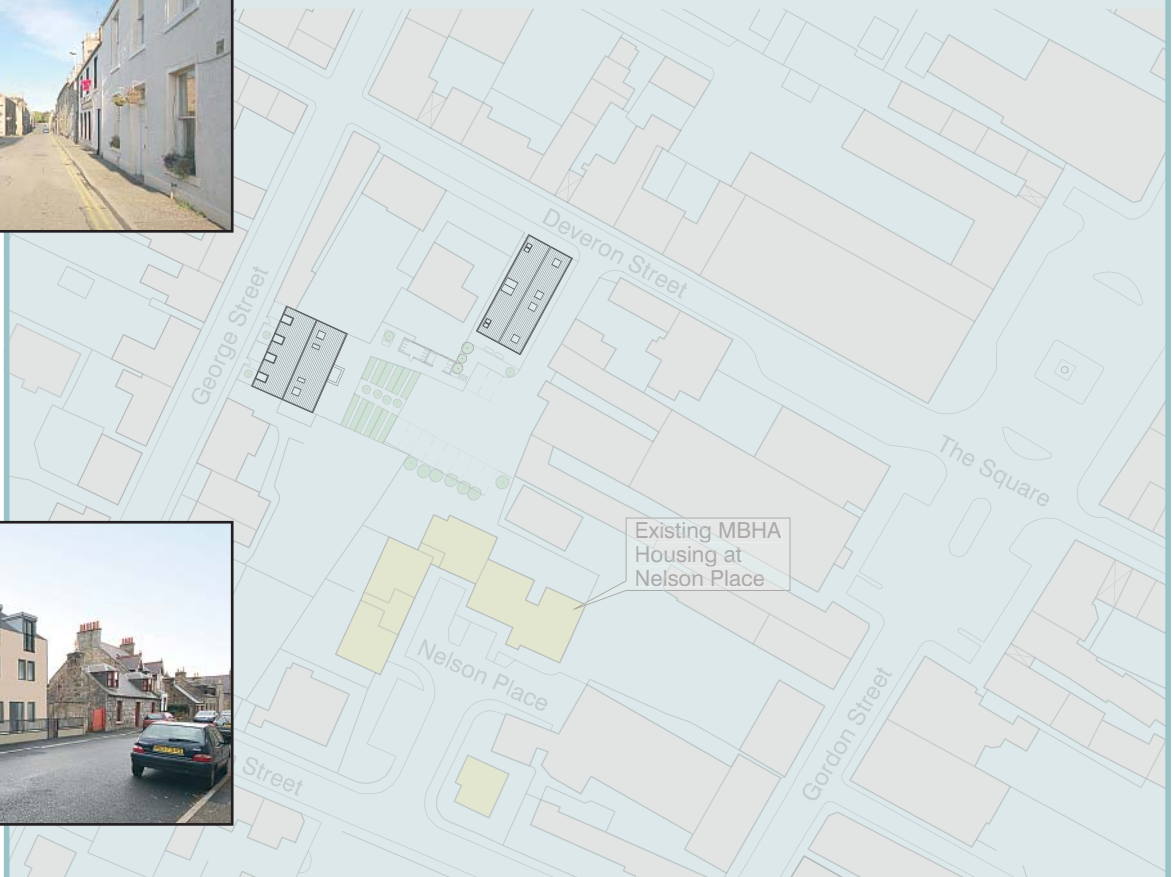 Deveron Street
George Street
The Square
Existing MBHA
Housing at
Nelson Place
Nelson Place
Gordon Street
Street